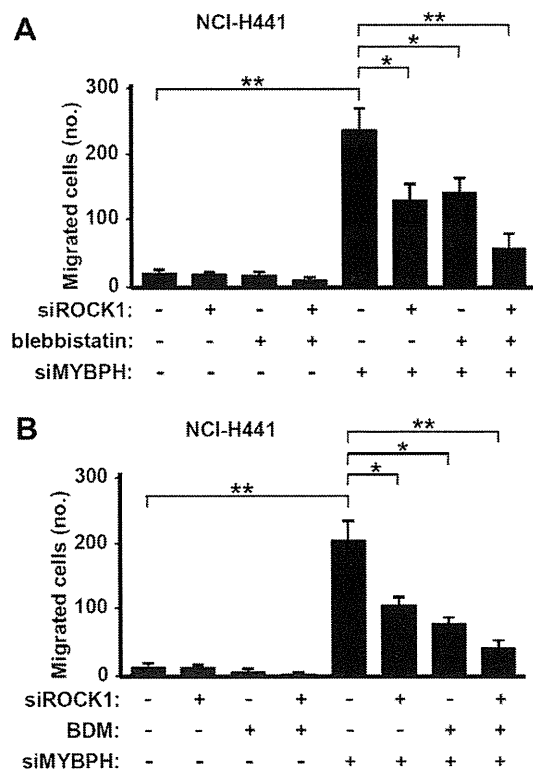 A
NCI-H441
**
*
*
**
Migrated cells (no.)
300
200
100
0
siROCK1: - + - + - + - +
blebbistatin: - - + + - - + +
siMYBPH: - - - - + + + +
B
NCI-H441
**
*
*
**
Migrated cells (no.)
300
200
100
0
siROCK1: - + - + - + - +
BDM: - - + + - - + +
siMYBPH: - - - - + + + +